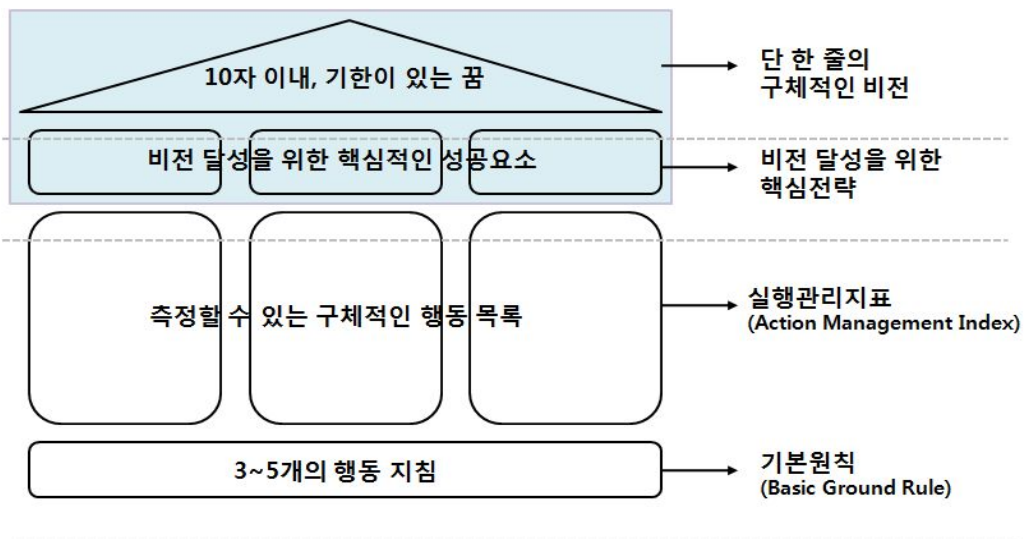 10자 이내, 기한이 있는 꿈
단 한 줄의
구체적인 비전
비전 달성을 위한 핵심적인 성공요소
비전 달성을 위한
핵심전략
측정할 수 있는 구체적인 행동 목록
실행관리지표
(Action Management Index)
3~5개의 행동 지침
기본원칙
(Basic Ground Rule)